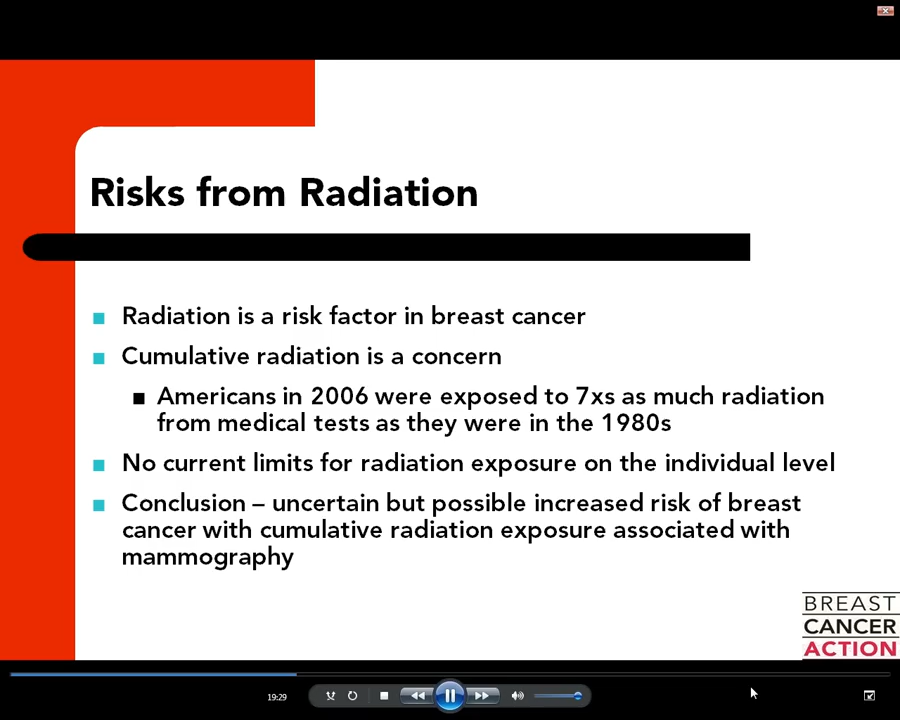 Risks from Radiation
Radiation is a risk factor in breast cancer
Cumulative radiation is a concern
Americans in 2006 were exposed to 7xs as much radiation
from medical tests as they were in the 1980s
No current limits for radiation exposure on the individual level
Conclusion – uncertain but possible increased risk of breast
cancer with cumulative radiation exposure associated with
mammography
BREAST
CANCER
ACTION
19:29